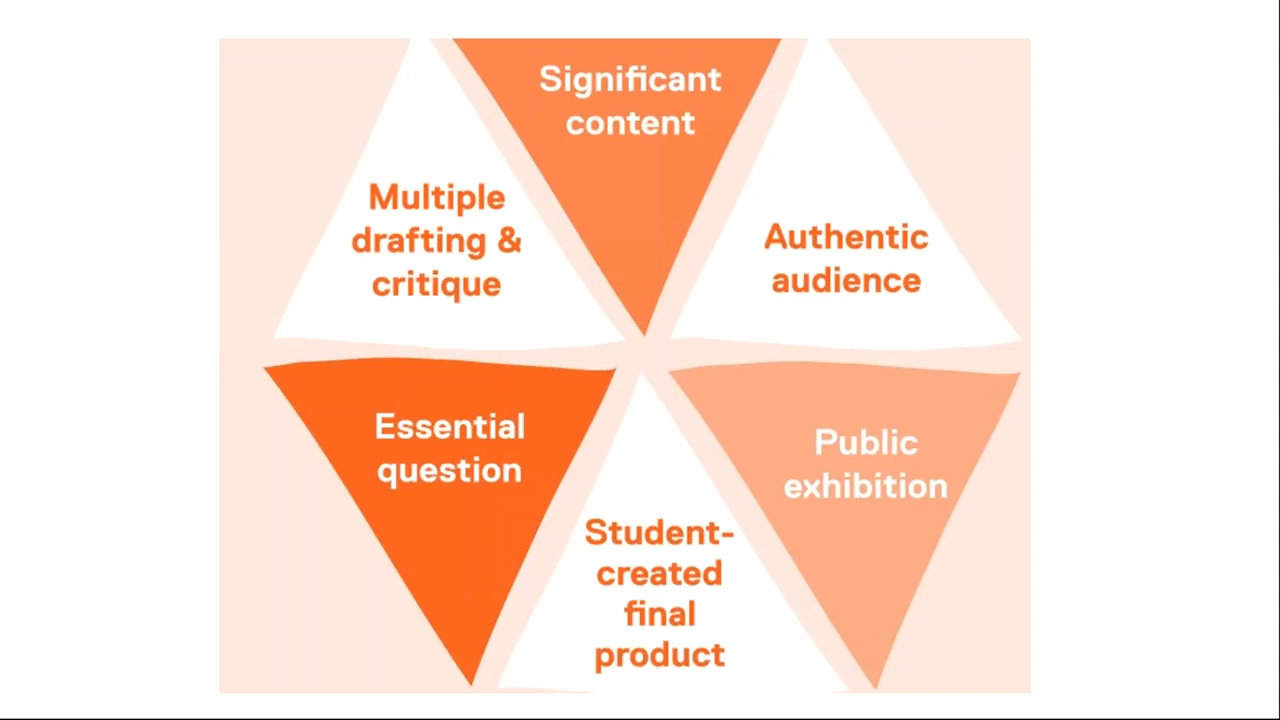 Significant
content
Multiple
drafting &
critique
Authentic
audience
Essential
question
Public
exhibition
Student-
created
final
product